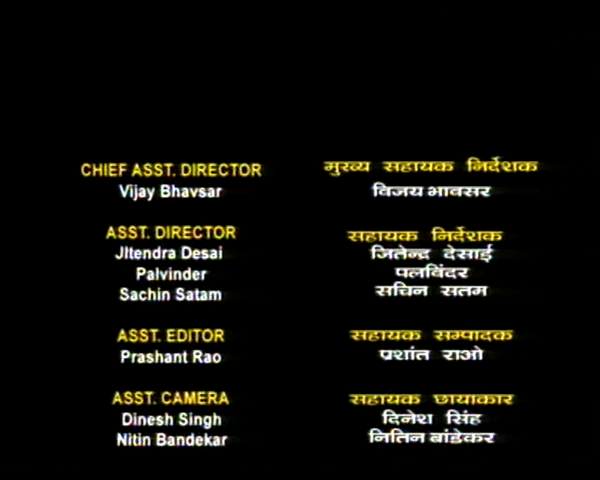 CHIEF ASST. DIRECTOR
Vijay Bhavsar
ASST. DIRECTOR
JItendra Desai
Palvinder
Sachin Satam
ASST. EDITOR
Prashant Rao
ASST. CAMERA
Dinesh Singh
Nitin Bandekar
मुख्य सहायक निर्देशक
विजय भावसर
सहायक निर्देशक
जितेन्द्र देसाई
पलविंदर
सचिन सतम
सहायक सम्पादक
प्रशांत राओ
सहायक छायाकार
दिनेश सिंह
नितिन बांडेकर